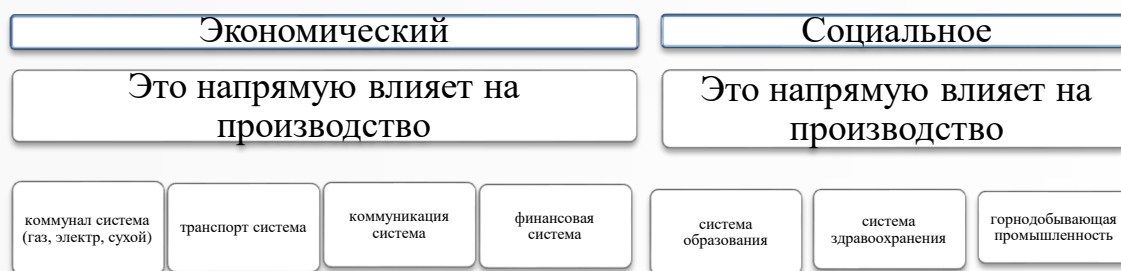 Экономический
Социальное
Это напрямую влияет на
производство
Это напрямую влияет на
производство
коммунал система
(газ, электр, сухой)
транспорт система
коммуникация
система
финансовая
система
система
образования
система
здравоохранения
горнодобывающая
промышленность